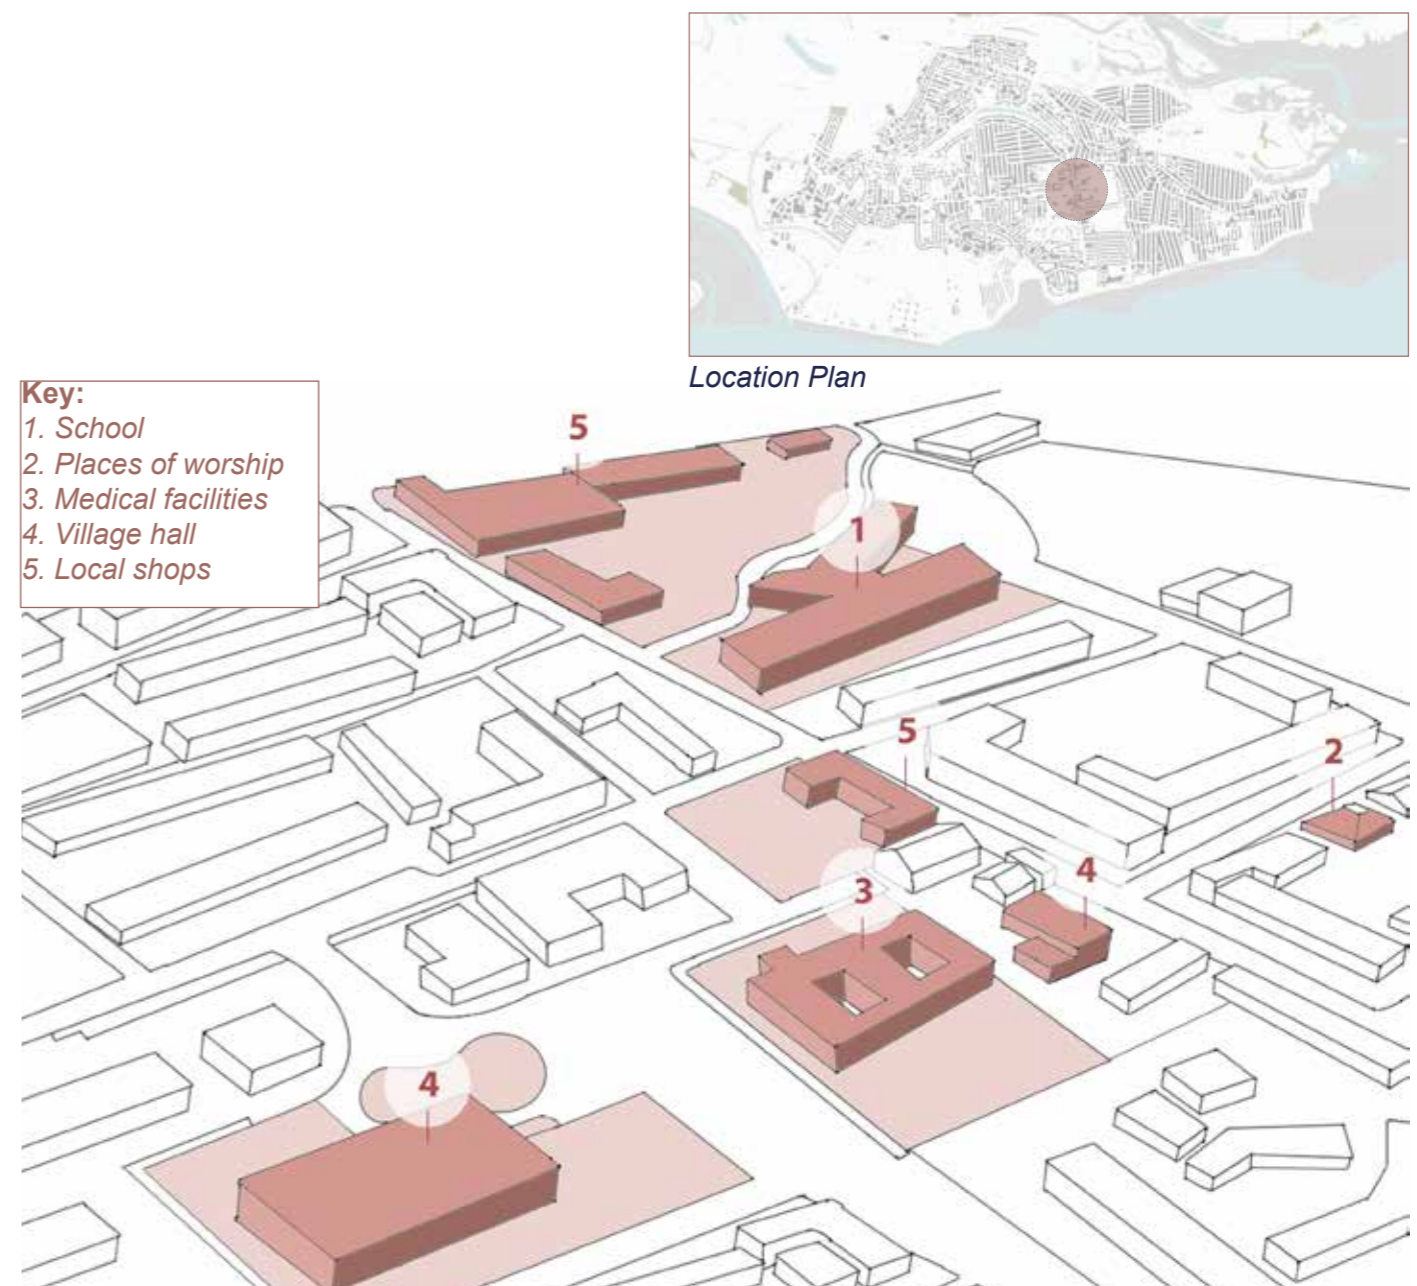 Location Plan
Key:
1. School
2. Places of worship
3. Medical facilities
4. Village hall
5. Local shops
5
1
5
2
4
3
4